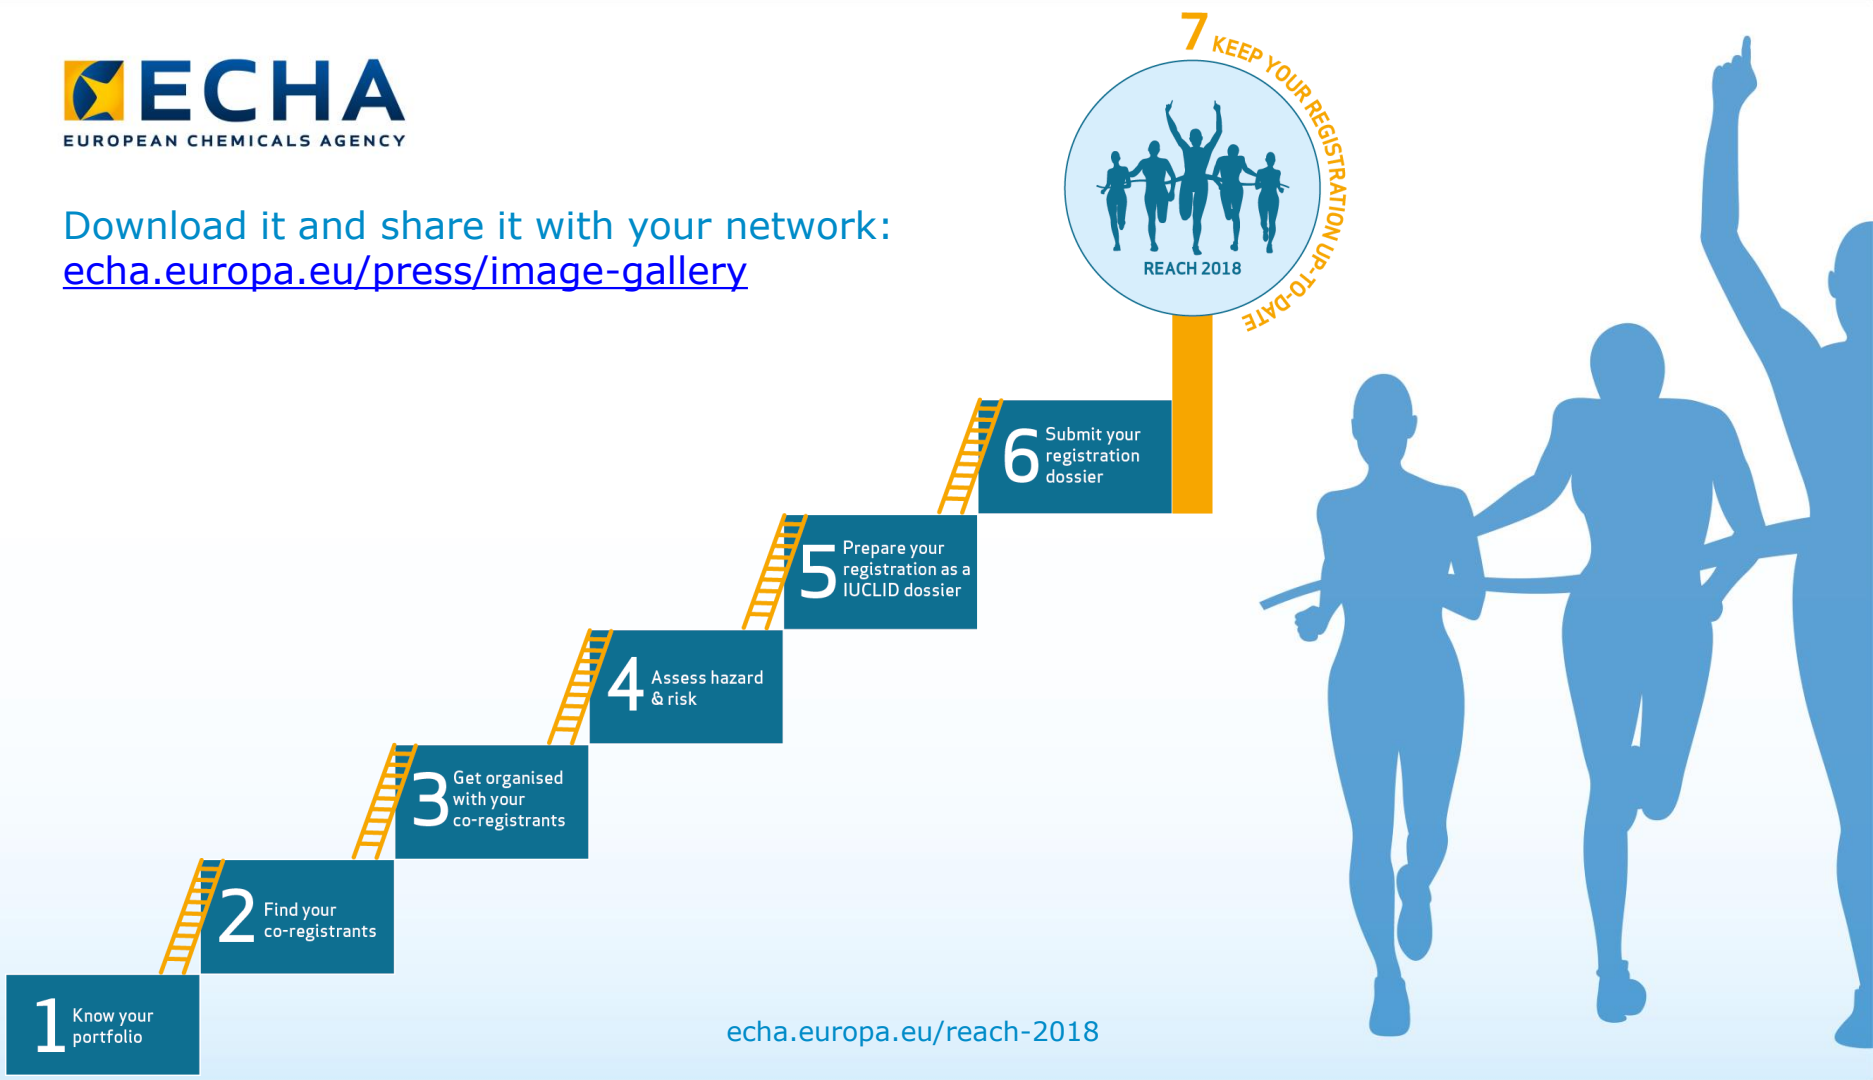 ECHA
EUROPEAN CHEMICALS AGENCY
Download it and share it with your network:
echa.europa.eu/press/image-gallery
7 KEEP YOUR REGISTRATION UP-TO-DATE
REACH 2018
6 Submit your
registration
dossier
5 Prepare your
registration as a
IUCLID dossier
4 Assess hazard
& risk
3 Get organised
with your
co-registrants
2 Find your
co-registrants
1 Know your
portfolio
echa.europa.eu/reach-2018